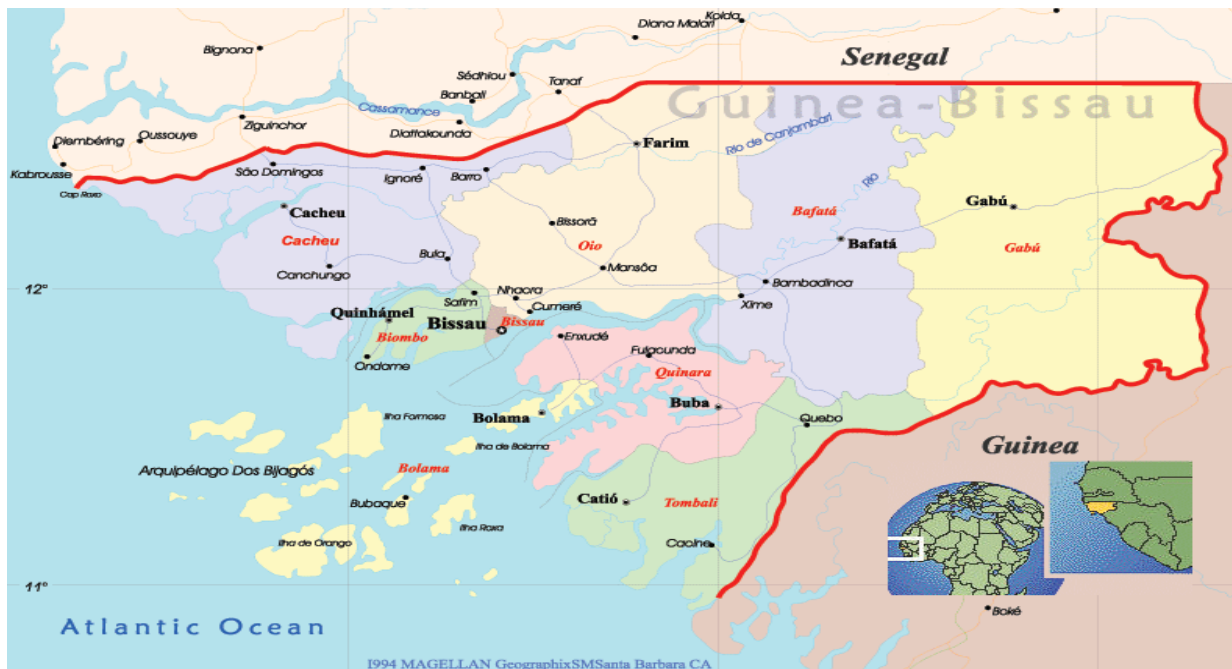 Kolda
Diana Malari
Bignona
Senegal
Sédhiou
Tanaf
Banbali
Cassamance
Guinea-Bissau
Ziguinchor
Diattakounda
Diembéring
Oussouye
Rio de Canjambari
Farim
Kabrousse
São Domingos
Ignoré
Barro
Cap Roxo
Rio
Cacheu
Bissorã
Bafatá
Gabú
Cacheu
Oio
Bafatá
Gabú
Bula
Canchungo
Mansôa
Bambadinca
12°
Safim
Nhacra
Xime
Quinhámel
Cumeré
Bissau
Bissau
Biombo
Enxudé
Ondame
Fulacunda
Quinara
Buba
Ilha Formosa
Bolama
Quebo
Ilha de Bolama
Guinea
Arquipélago Dos Bijagós
Bolama
Bubaque
Catió
Tombali
Ilha Roxa
Ilha de Orango
Cacine
11°
Boké
Atlantic Ocean
1994 MAGELLAN GeographixSMSanta Barbara CA